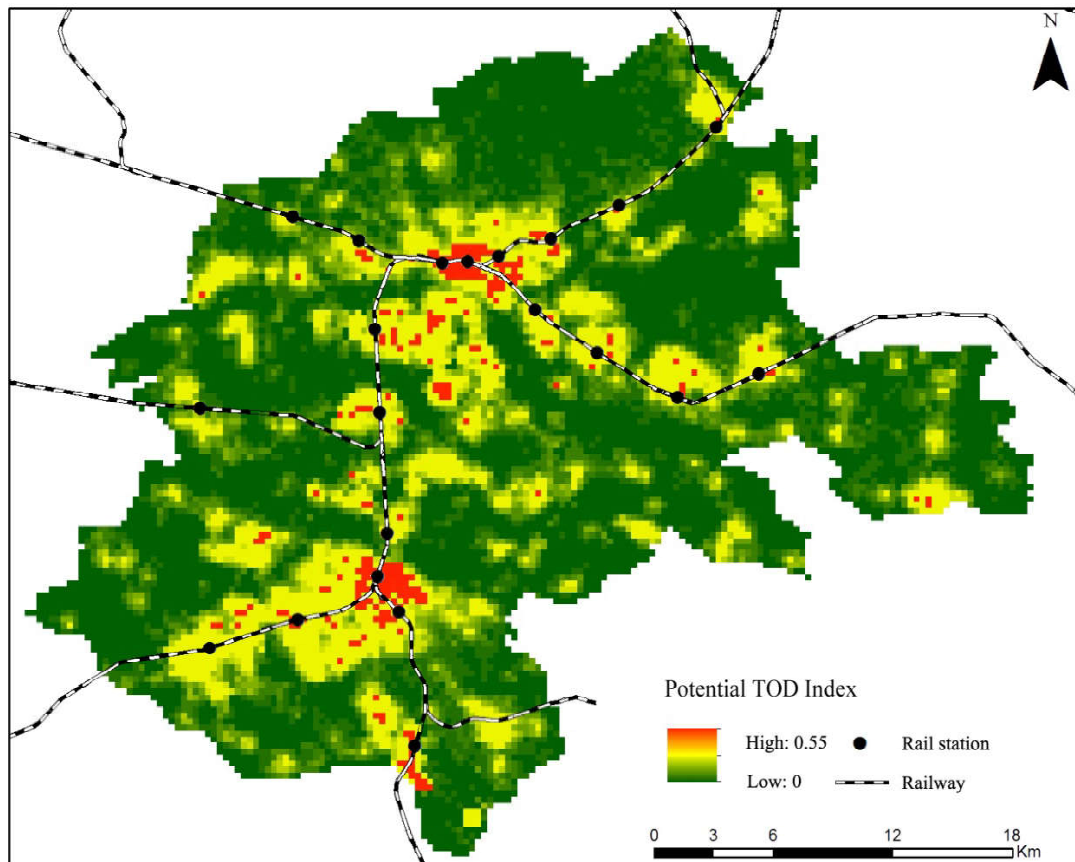 N
Potential TOD Index
High: 0.55
Rail station
Low: 0
Railway
0 3 6 12 18
Km